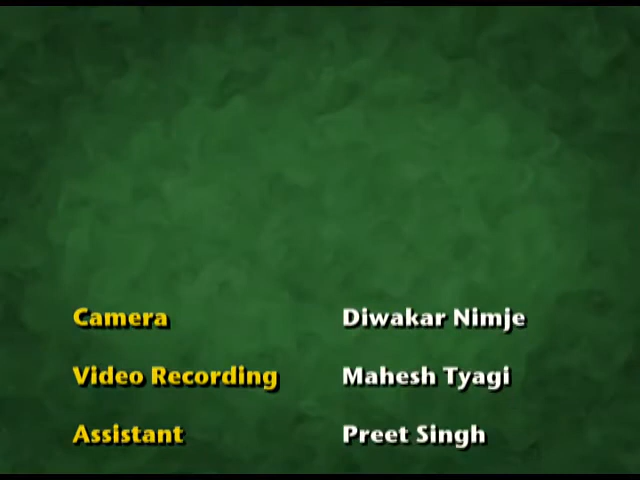 Camera Diwakar Nimje
Video Recording Mahesh Tyagi
Assistant Preet Singh